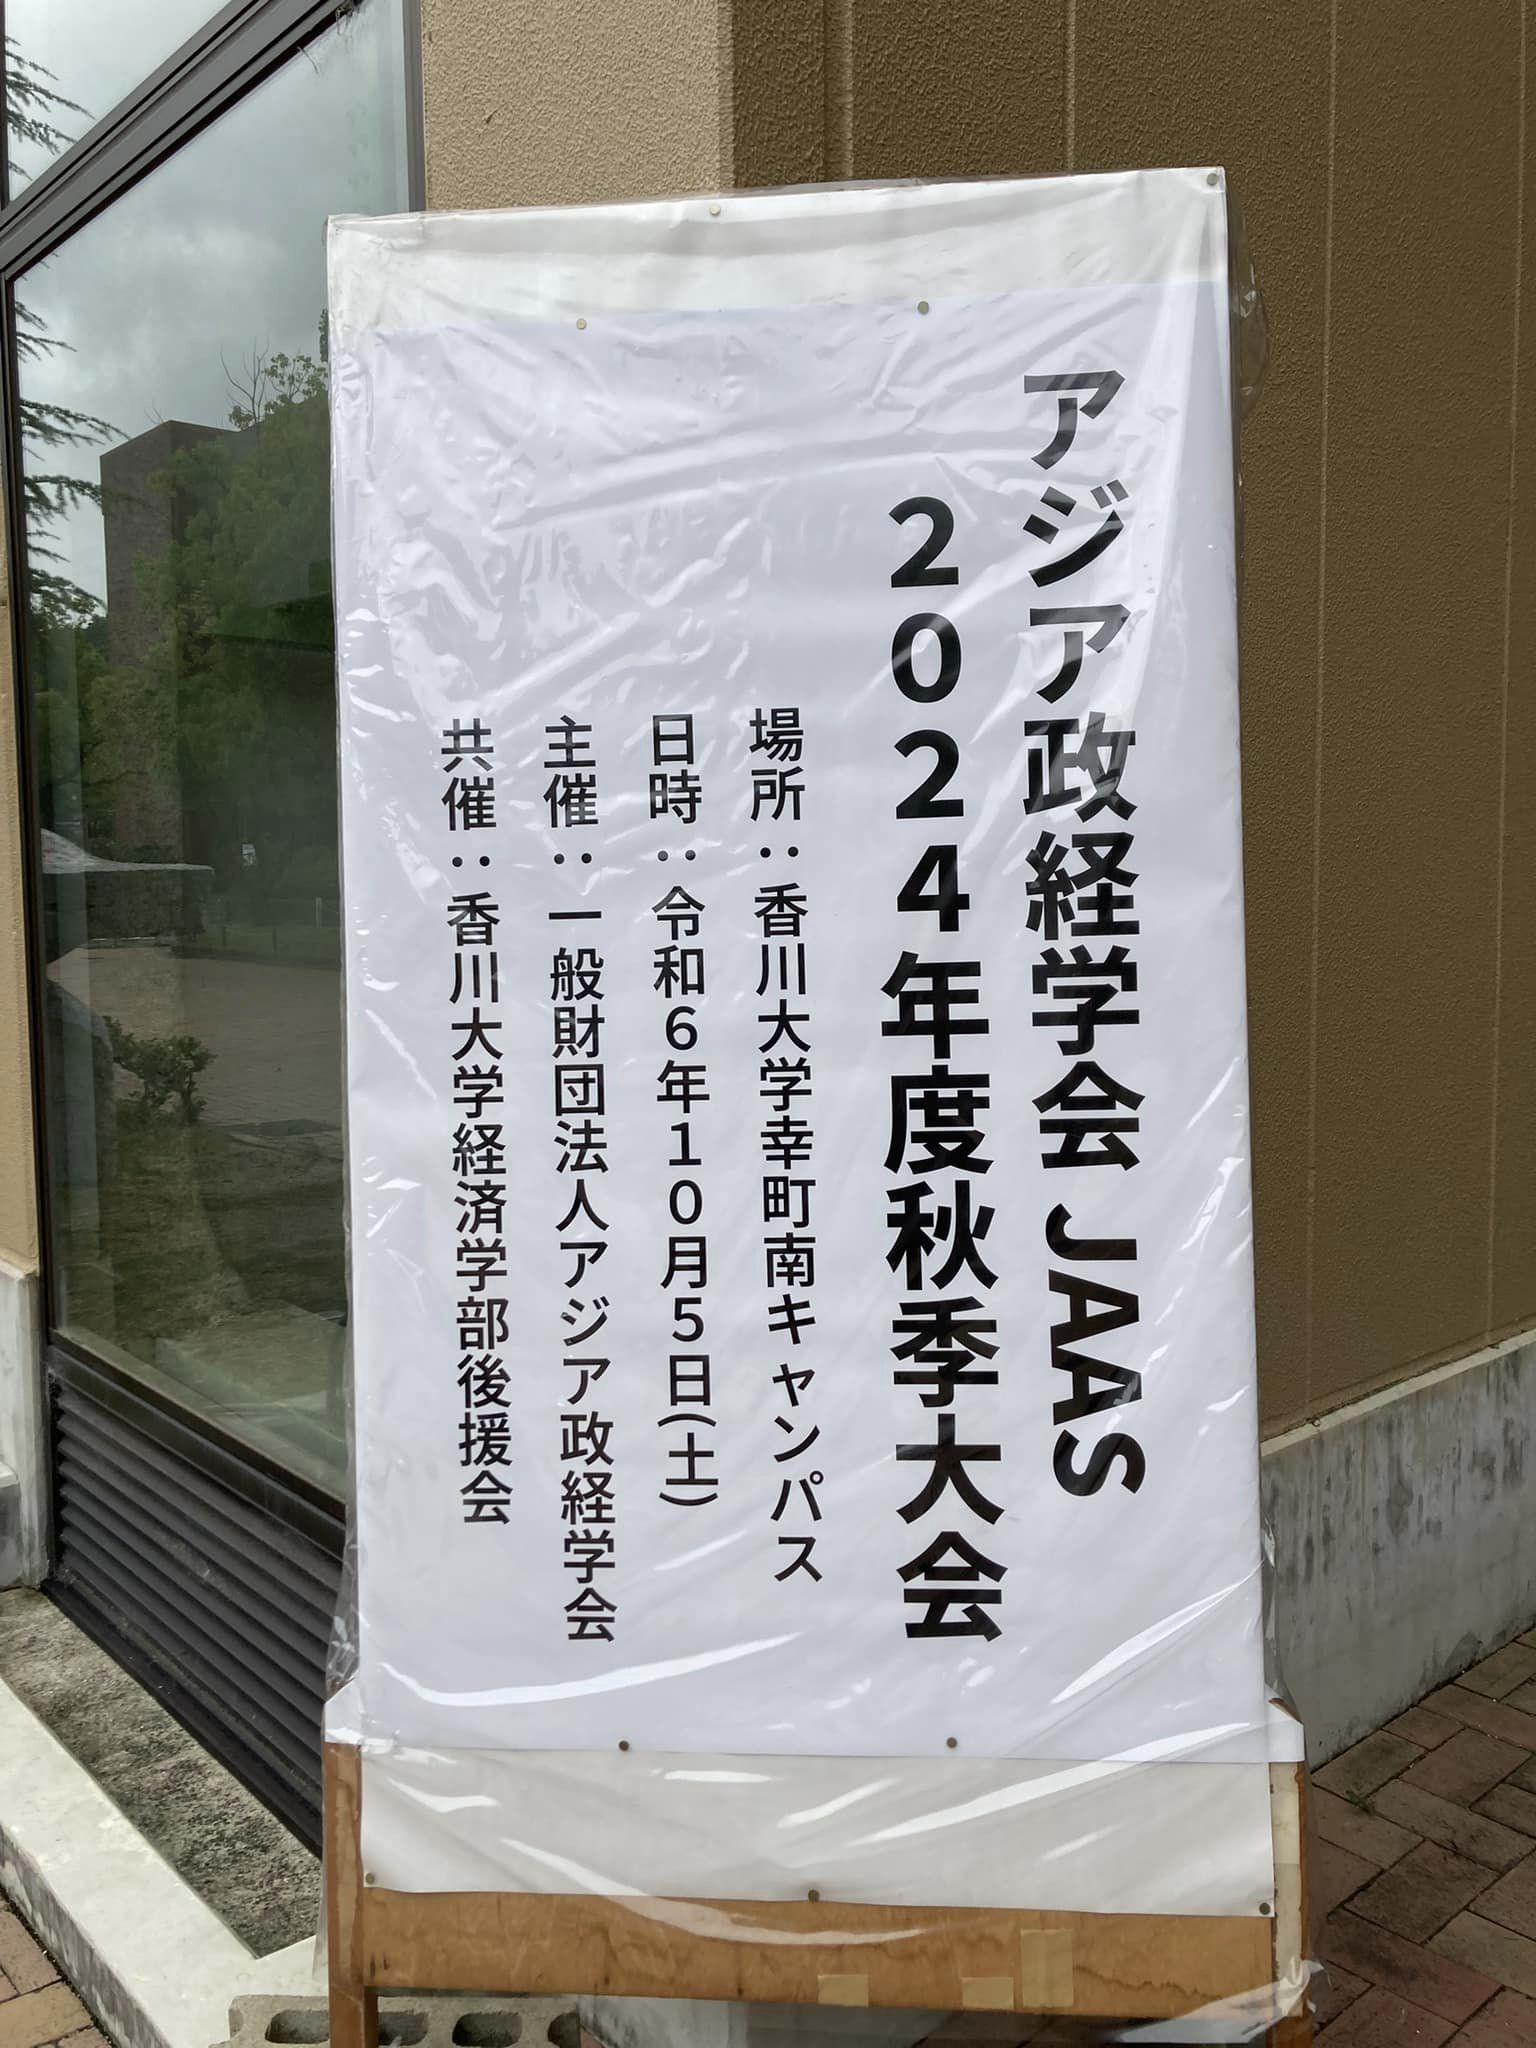 アジア政経学会 JAAS
2024年度秋季大会
場所：香川大学幸町南キャンパス
日時：令和6年10月5日(土)
主催：一般財団法人アジア政経学会
共催：香川大学経済学部後援会